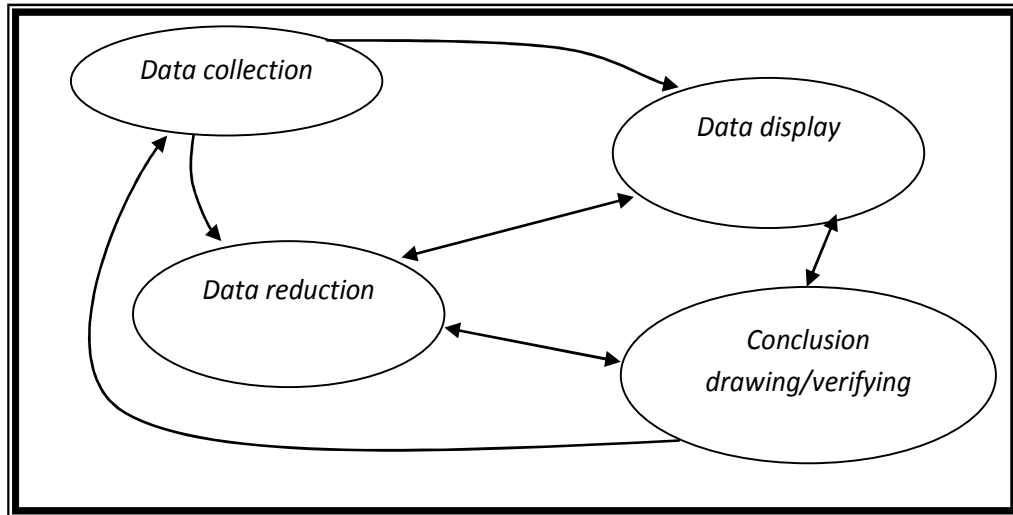 Data collection
Data display
Data reduction
Conclusion
drawing/verifying